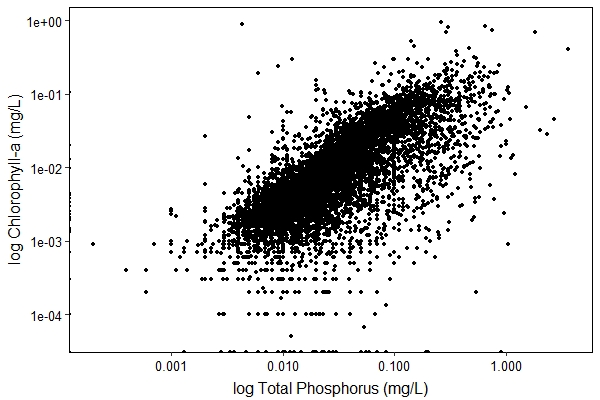 1e+00
1e-01
1e-02
1e-03
1e-04
log Chlorophyll-a (mg/L)
0.001 0.010 0.100 1.000
log Total Phosphorus (mg/L)